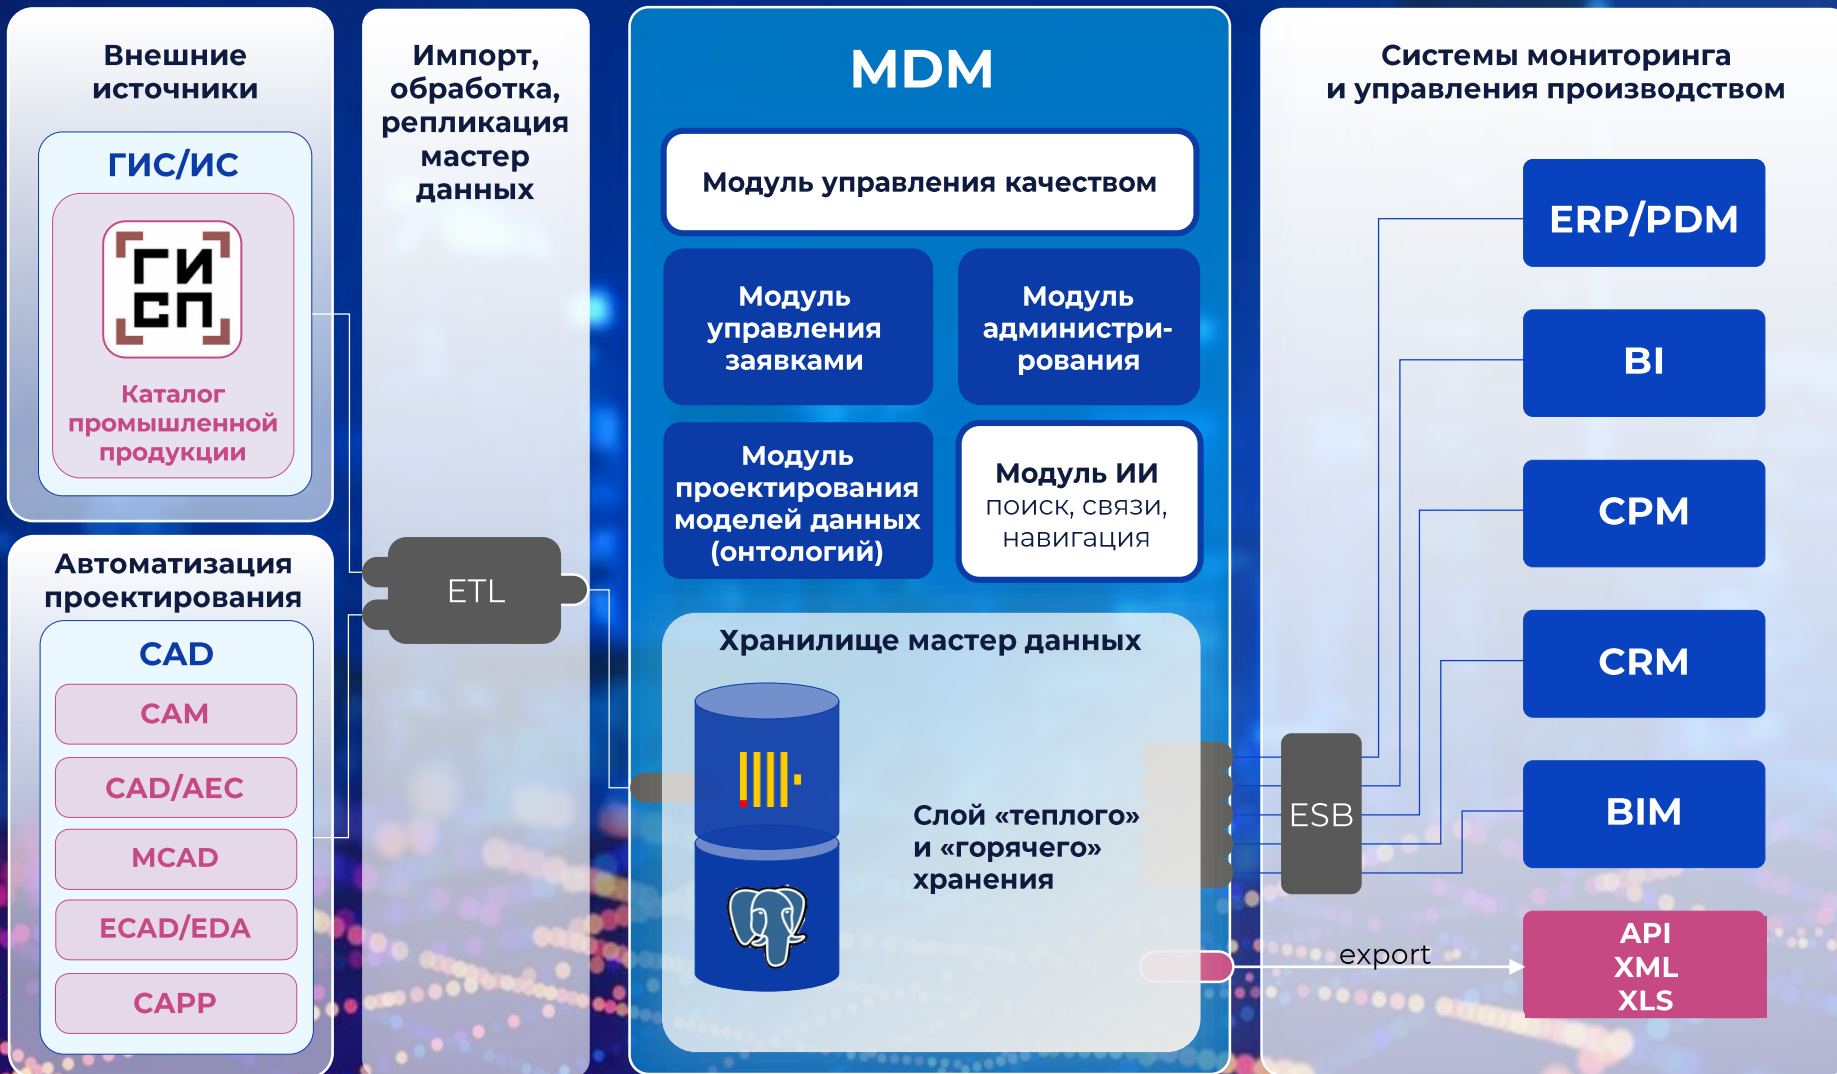 Внешние
источники
ГИС/ИС
ГИ
СП
Каталог
промышленной
продукции
Автоматизация
проектирования
CAD
CAM
CAD/AEC
MCAD
ECAD/EDA
CAPP
Импорт,
обработка,
репликация
мастер
данных
ETL
MDM
Модуль управления качеством
Модуль
управления
заявками
Модуль
администри-
рования
Модуль
проектирования
моделей данных
(онтологий)
Модуль ИИ
поиск, связи,
навигация
Хранилище мастер данных
Слой «теплого»
и «горячего»
хранения
Системы мониторинга
и управления производством
ERP/PDM
BI
CPM
CRM
BIM
ESB
export
API
XML
XLS